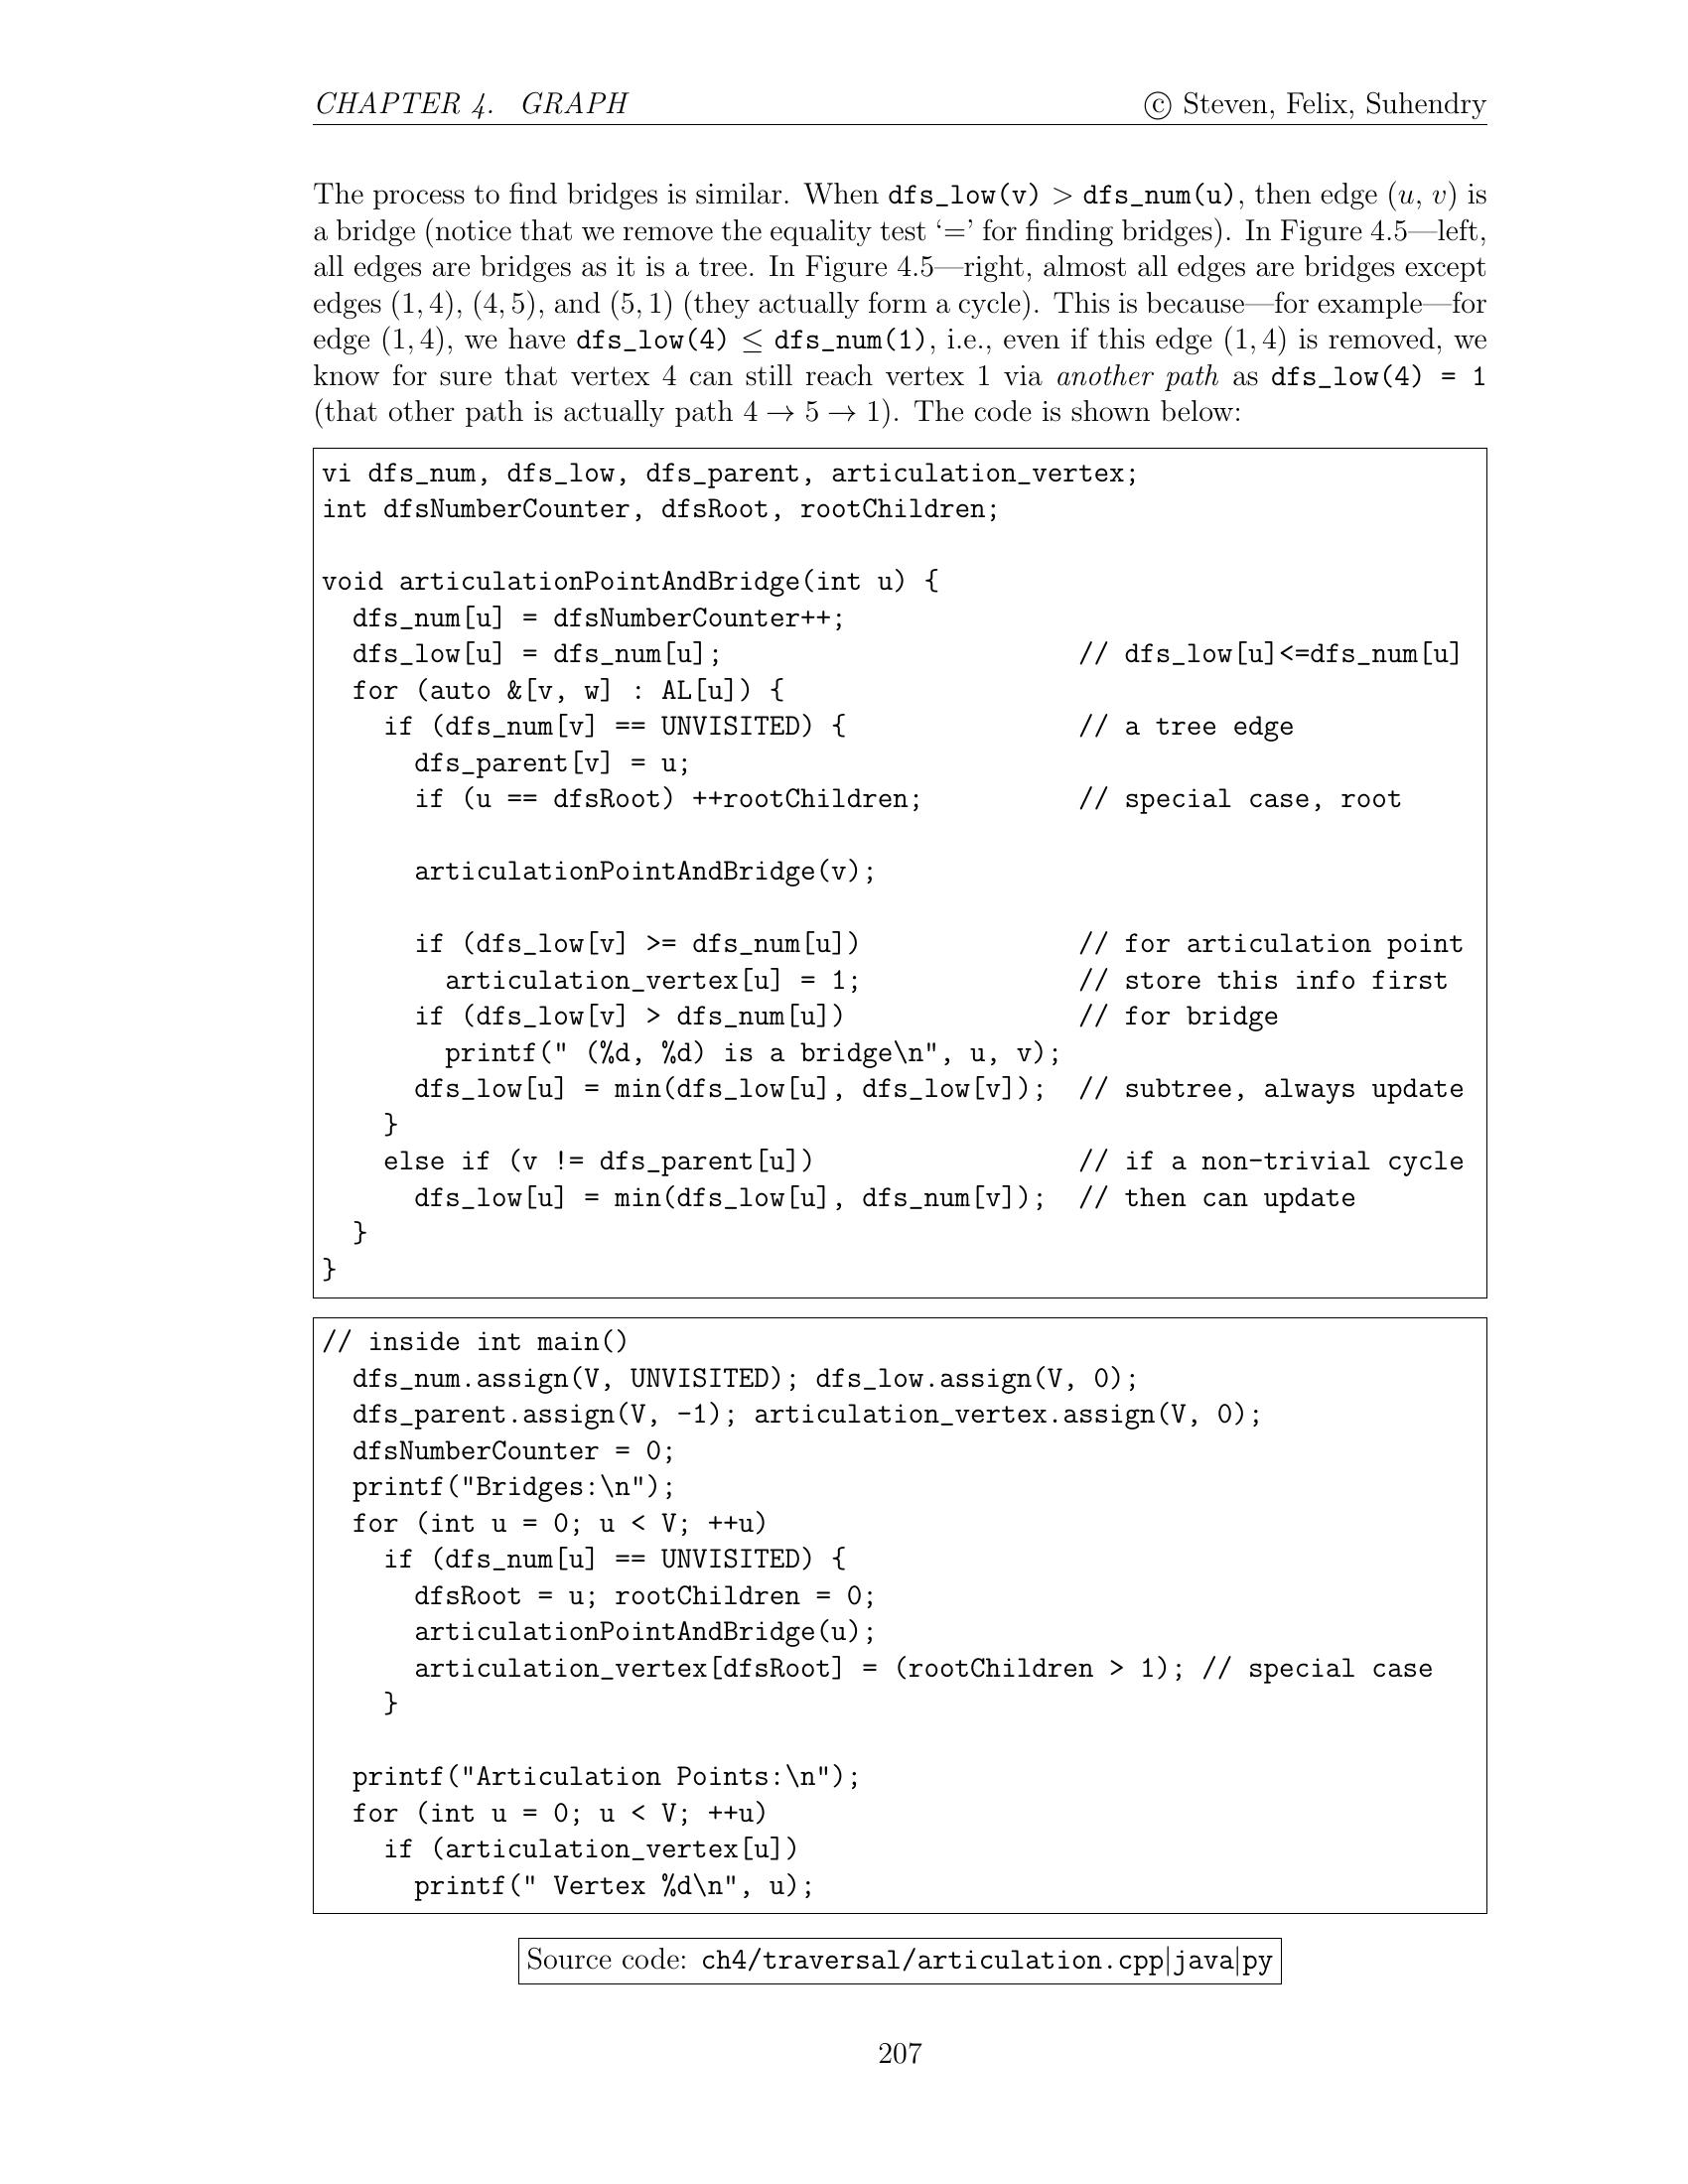 CHAPTER 4. GRAPH © Steven, Felix, Suhendry
The process to find bridges is similar. When dfs_low(v) > dfs_num(u), then edge (u, v) is
a bridge (notice that we remove the equality test ‘=’ for finding bridges). In Figure 4.5—left,
all edges are bridges as it is a tree. In Figure 4.5—right, almost all edges are bridges except
edges (1, 4), (4, 5), and (5, 1) (they actually form a cycle). This is because—for example—for
edge (1, 4), we have dfs_low(4) ≤ dfs_num(1), i.e., even if this edge (1, 4) is removed, we
know for sure that vertex 4 can still reach vertex 1 via another path as dfs_low(4) = 1
(that other path is actually path 4 → 5 → 1). The code is shown below:
vi dfs_num, dfs_low, dfs_parent, articulation_vertex;
int dfsNumberCounter, dfsRoot, rootChildren;

void articulationPointAndBridge(int u) {
  dfs_num[u] = dfsNumberCounter++;
  dfs_low[u] = dfs_num[u];                       // dfs_low[u]<=dfs_num[u]
  for (auto &[v, w] : AL[u]) {
    if (dfs_num[v] == UNVISITED) {               // a tree edge
      dfs_parent[v] = u;
      if (u == dfsRoot) ++rootChildren;          // special case, root

      articulationPointAndBridge(v);

      if (dfs_low[v] >= dfs_num[u])              // for articulation point
        articulation_vertex[u] = 1;              // store this info first
      if (dfs_low[v] > dfs_num[u])               // for bridge
        printf(" (%d, %d) is a bridge\n", u, v);
      dfs_low[u] = min(dfs_low[u], dfs_low[v]);  // subtree, always update
    }
    else if (v != dfs_parent[u])                 // if a non-trivial cycle
      dfs_low[u] = min(dfs_low[u], dfs_num[v]);  // then can update
  }
}
// inside int main()
  dfs_num.assign(V, UNVISITED); dfs_low.assign(V, 0);
  dfs_parent.assign(V, -1); articulation_vertex.assign(V, 0);
  dfsNumberCounter = 0;
  printf("Bridges:\n");
  for (int u = 0; u < V; ++u)
    if (dfs_num[u] == UNVISITED) {
      dfsRoot = u; rootChildren = 0;
      articulationPointAndBridge(u);
      articulation_vertex[dfsRoot] = (rootChildren > 1); // special case
    }

  printf("Articulation Points:\n");
  for (int u = 0; u < V; ++u)
    if (articulation_vertex[u])
      printf(" Vertex %d\n", u);
Source code: ch4/traversal/articulation.cpp|java|py
207